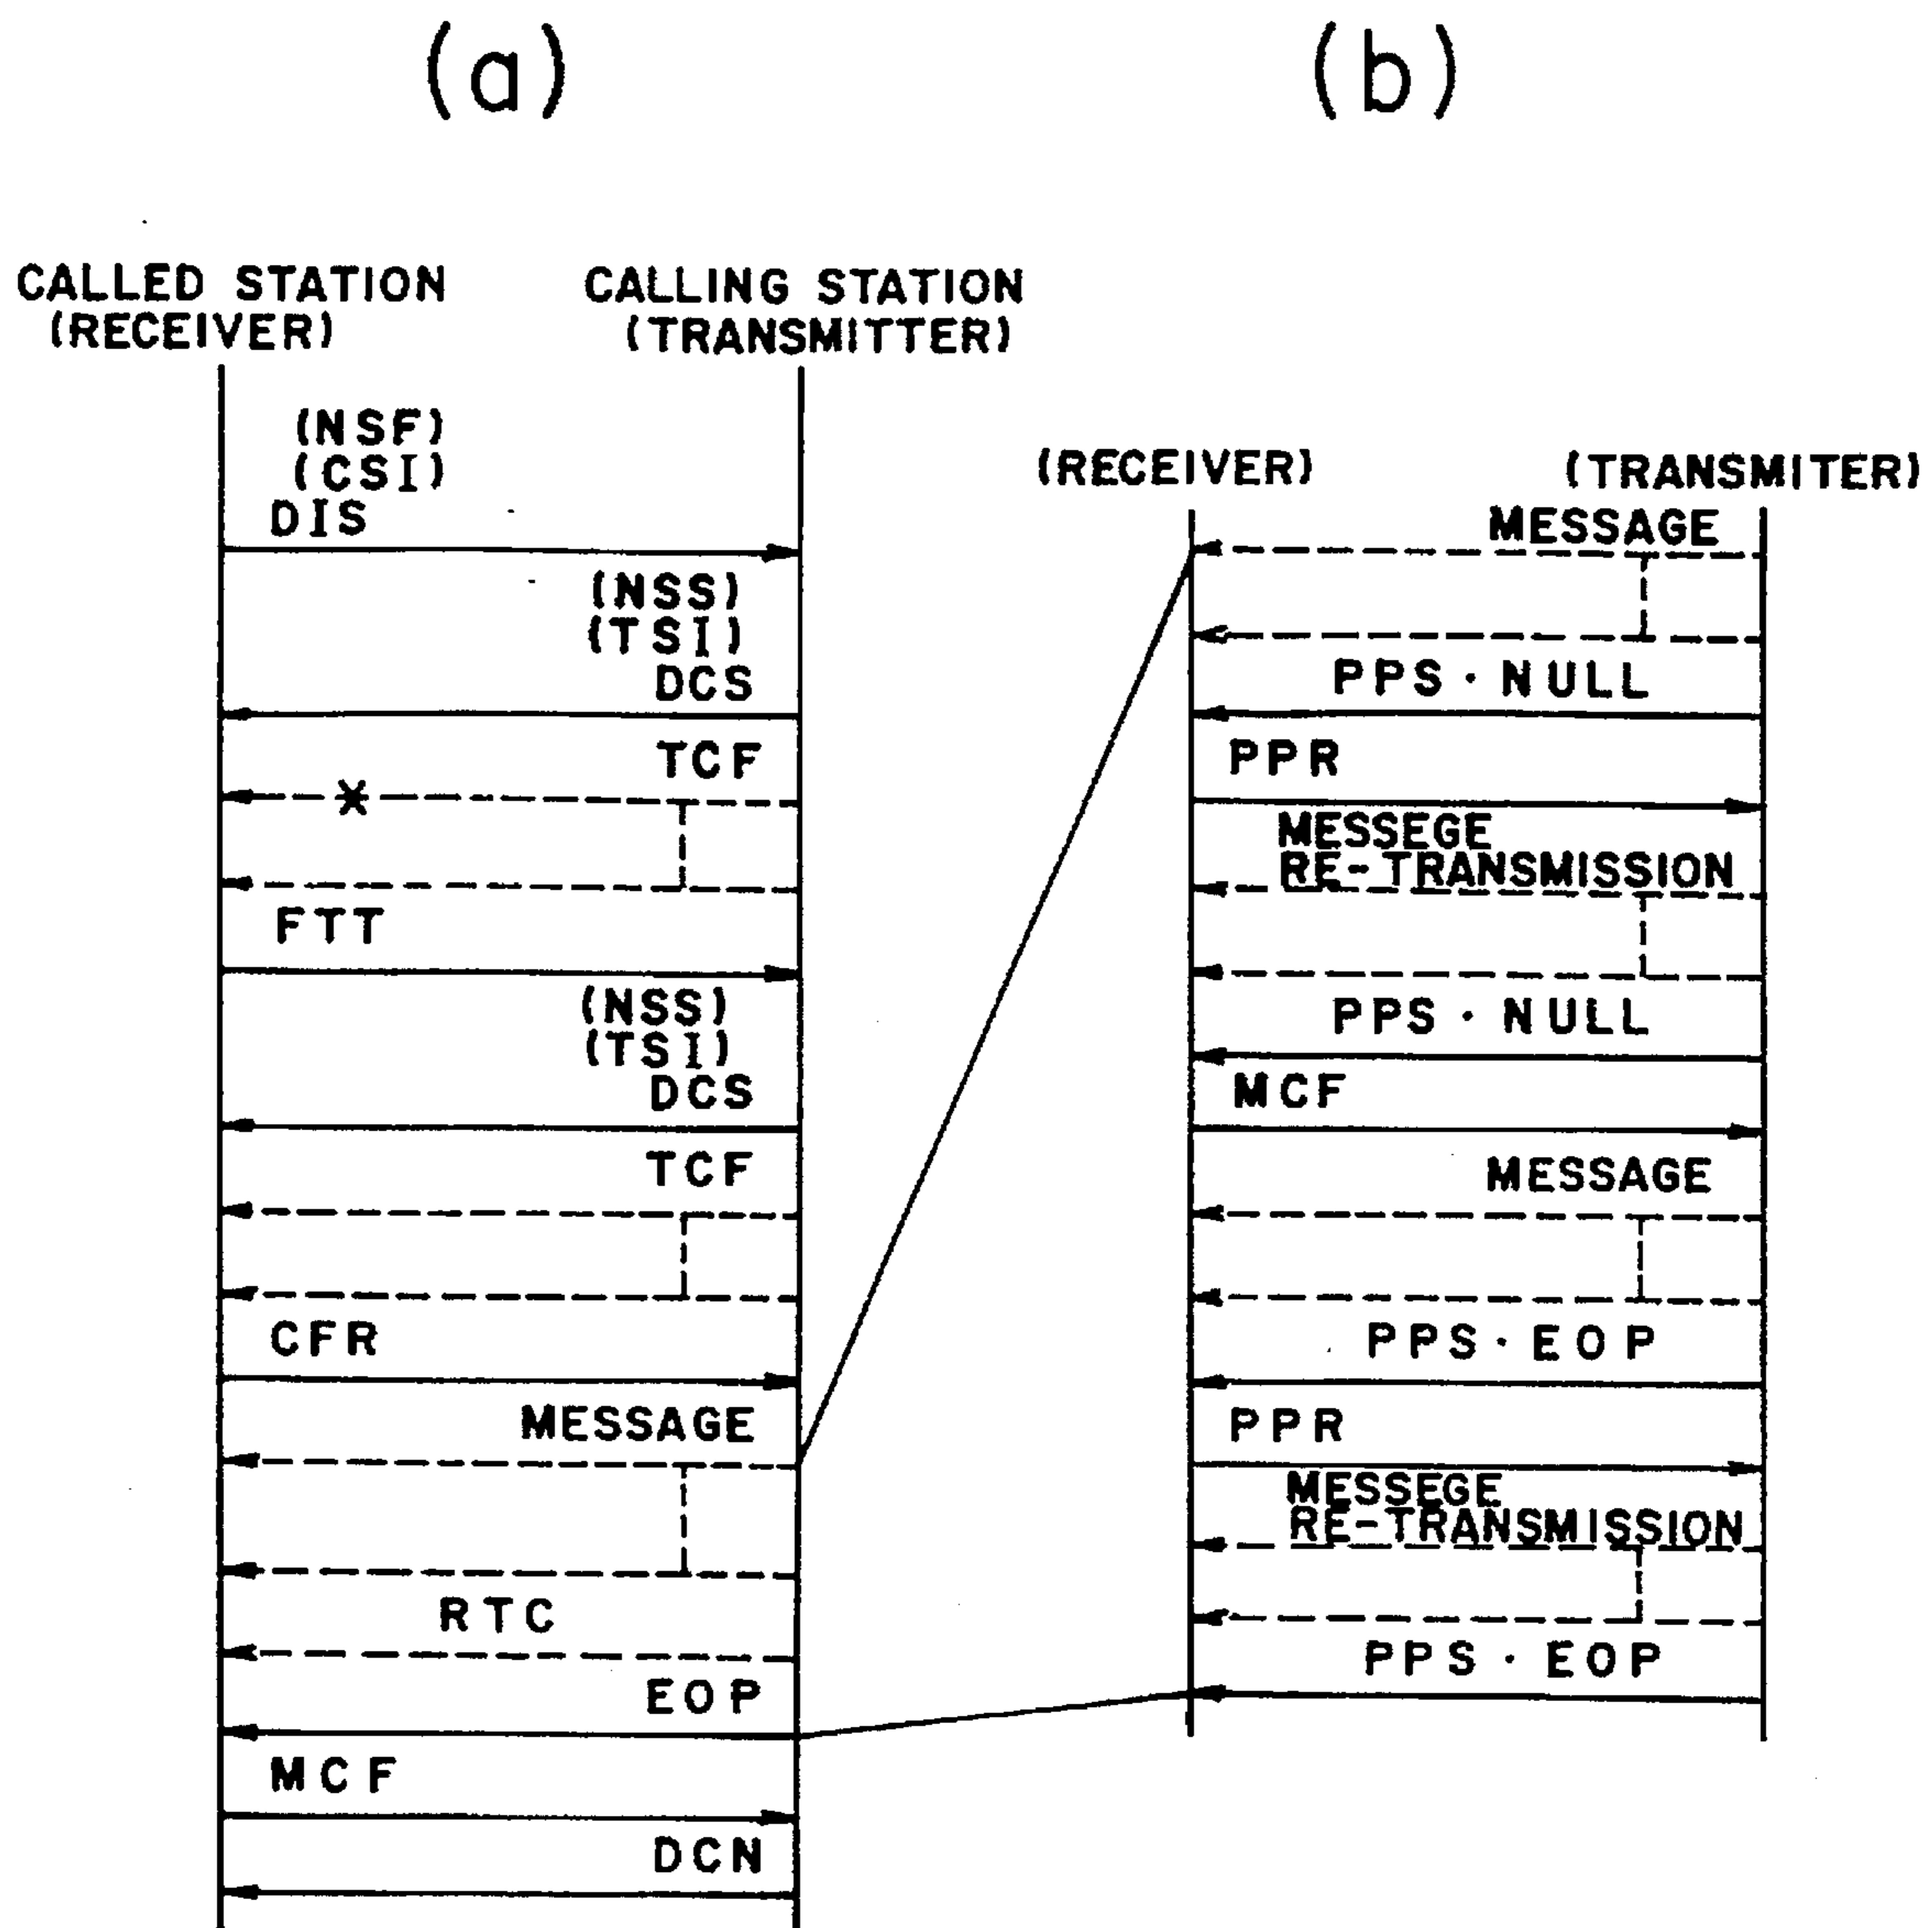 (a)
CALLED STATION
(RECEIVER)
CALLING STATION
(TRANSMITTER)
(NSF)
(CSI)
DIS
(NSS)
(TSI)
DCS
TCF
FTT
(NSS)
(TSI)
DCS
TCF
CFR
MESSAGE
RTC
EOP
MCF
DCN
(b)
(RECEIVER)
(TRANSMITER)
MESSAGE
PPS · NULL
PPR
MESSEGE
RE-TRANSMISSION
PPS · NULL
MCF
MESSAGE
PPS · EOP
PPR
MESSEGE
RE-TRANSMISSION
PPS · EOP